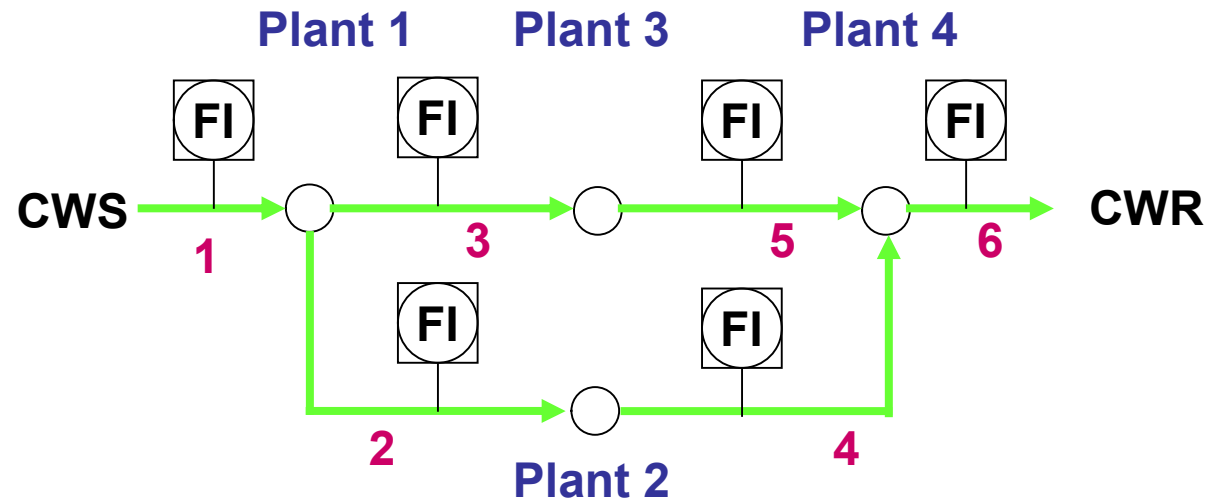 Plant 1 Plant 3 Plant 4
FI FI FI FI
CWS CWR
1 3 5 6
FI FI
2 4
Plant 2